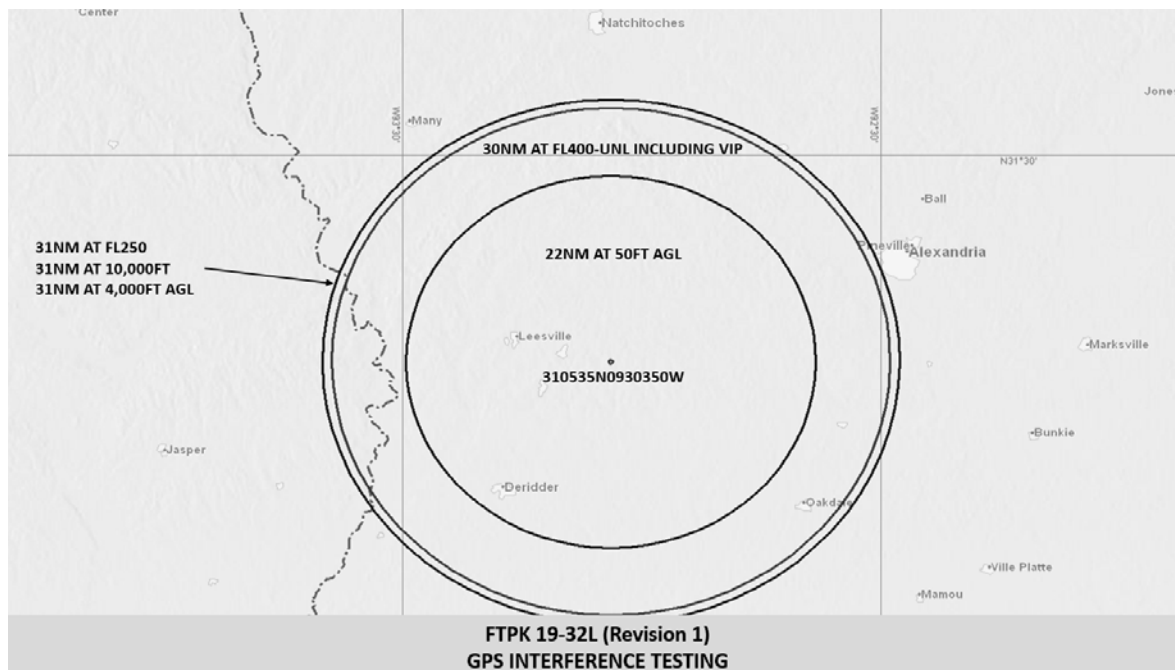 Center
Natchitoches
Jone
W93°30'
W92°30'
Many
30NM AT FL400-UNL INCLUDING VIP
N31°30'
Ball
31NM AT FL250
31NM AT 10,000FT
31NM AT 4,000FT AGL
22NM AT 50FT AGL
Pineville
Alexandria
Leesville
Marksville
310535N0930350W
Jasper
Bunkie
Deridder
Oakdale
Ville Platte
Mamou
FTPK 19-32L (Revision 1)
GPS INTERFERENCE TESTING